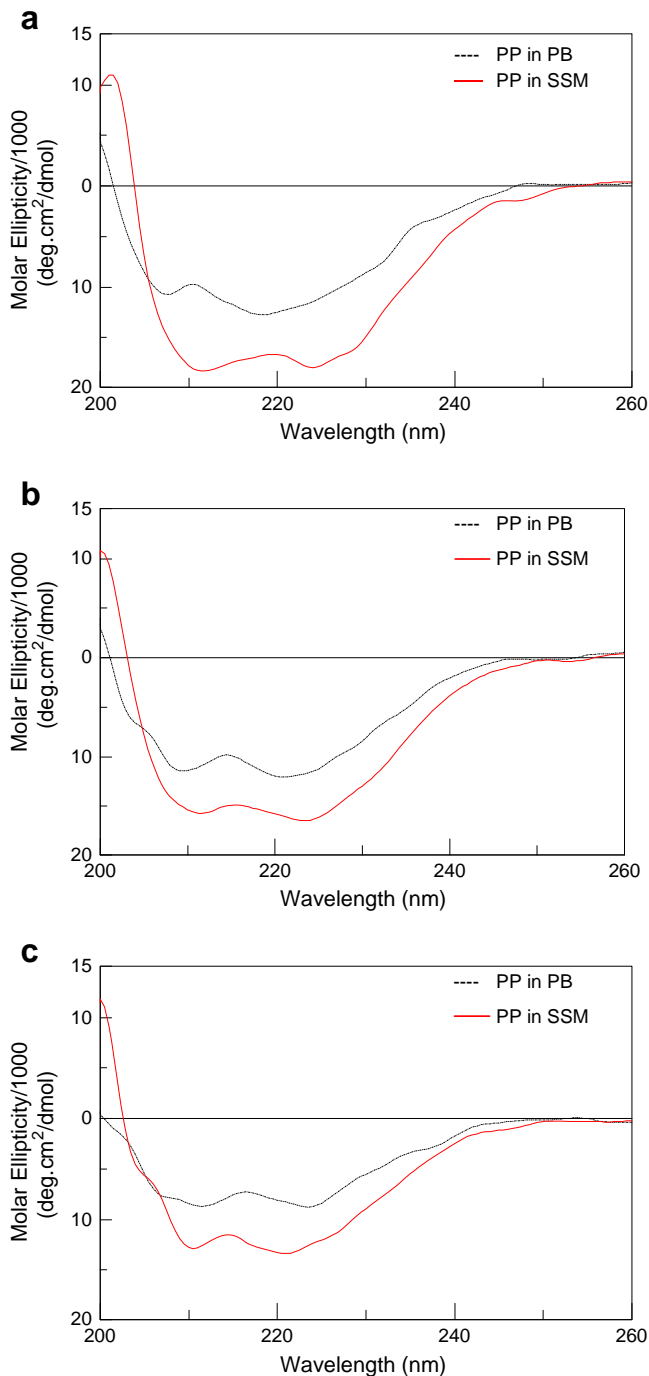 a
15
10
0
10
20
Molar Ellipticity/1000
(deg.cm²/dmol)
PP in PB
PP in SSM
200
220
240
260
Wavelength (nm)
b
15
10
0
10
20
Molar Ellipticity/1000
(deg.cm²/dmol)
PP in PB
PP in SSM
200
220
240
260
Wavelength (nm)
c
15
10
0
10
20
Molar Ellipticity/1000
(deg.cm²/dmol)
PP in PB
PP in SSM
200
220
240
260
Wavelength (nm)